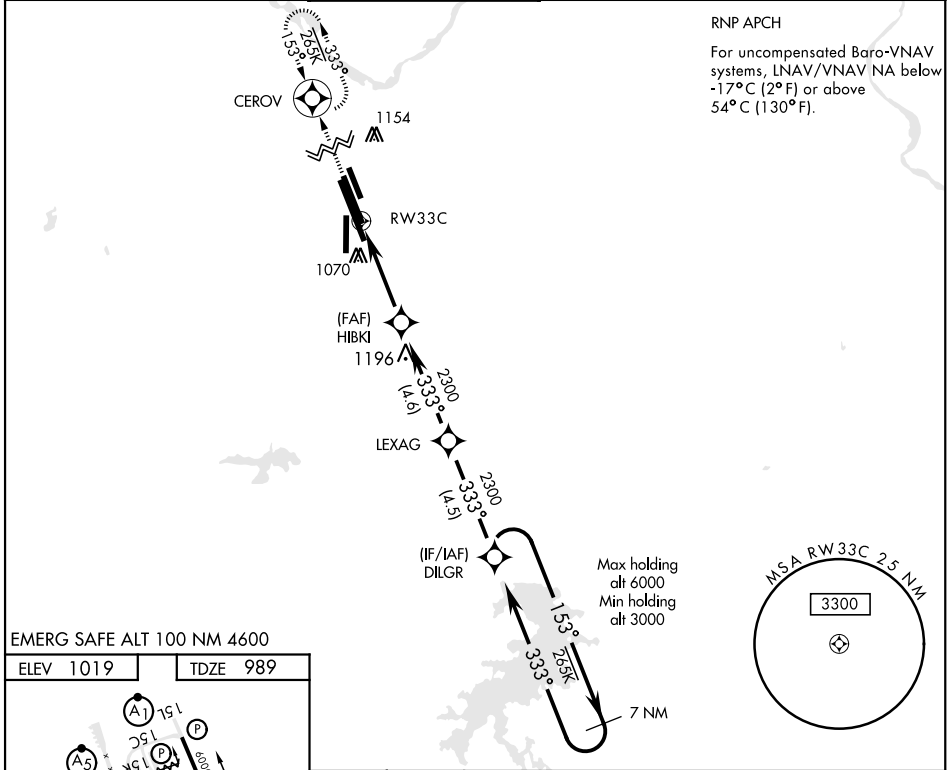 RNP APCH
For uncompensated Baro-VNAV
systems, LNAV/VNAV NA below
-17°C (2°F) or above
54°C (130°F).
153°
265K
333°
CEROV
1154
RW33C
1070
(FAF)
HIBKI
1196
2300
333°
(4.6)
LEXAG
2300
333°
(4.5)
(IF/IAF)
DILGR
Max holding
alt 6000
Min holding
alt 3000
153°
265K
333°
7 NM
MSA RW33C 25 NM
3300
EMERG SAFE ALT 100 NM 4600
ELEV 1019
TDZE 989
A1
15L
P
15C
P
A5